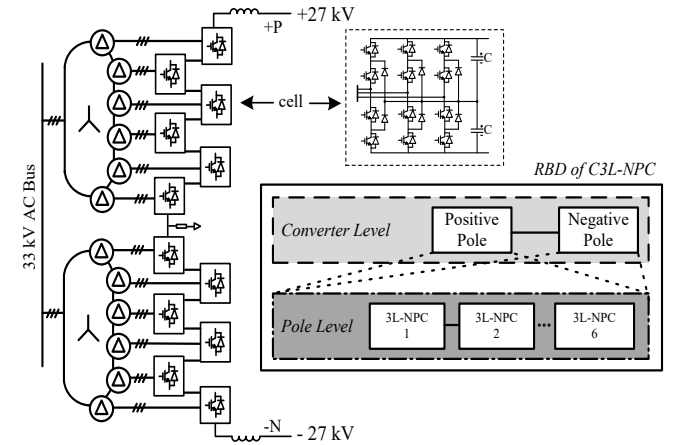 +27 kV
+P
cell
C
C
33 kV AC Bus
RBD of C3L-NPC
Converter Level
Positive
Pole
Negative
Pole
Pole Level
3L-NPC
1
3L-NPC
2
3L-NPC
6
-N
- 27 kV